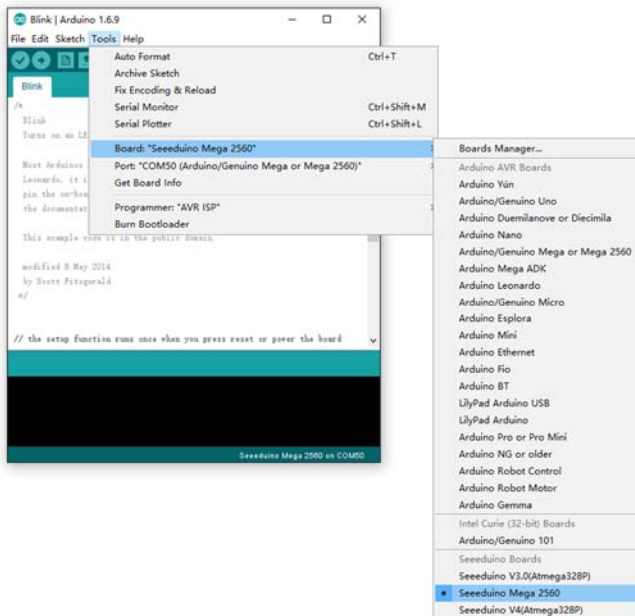 Blink | Arduino 1.6.9
File Edit Sketch Tools Help
Blink
/*
Blink
Turns on an LE
Most Arduinos
Leonardo, it i
pin the on-boa
the documentat
This example code is in the public domain.
modified 8 May 2014
by Scott Fitzgerald
*/
// the setup function runs once when you press reset or power the board
Seeeduino Mega 2560 on COM50
Auto Format Ctrl+T
Archive Sketch
Fix Encoding & Reload
Serial Monitor Ctrl+Shift+M
Serial Plotter Ctrl+Shift+L
Board: "Seeeduino Mega 2560"
Port: "COM50 (Arduino/Genuino Mega or Mega 2560)"
Get Board Info
Programmer: "AVR ISP"
Burn Bootloader
Boards Manager...
Arduino AVR Boards
Arduino Yún
Arduino/Genuino Uno
Arduino Duemilanove or Diecimila
Arduino Nano
Arduino/Genuino Mega or Mega 2560
Arduino Mega ADK
Arduino Leonardo
Arduino/Genuino Micro
Arduino Esplora
Arduino Mini
Arduino Ethernet
Arduino Fio
Arduino BT
LilyPad Arduino USB
LilyPad Arduino
Arduino Pro or Pro Mini
Arduino NG or older
Arduino Robot Control
Arduino Robot Motor
Arduino Gemma
Intel Curie (32-bit) Boards
Arduino/Genuino 101
Seeeduino Boards
Seeeduino V3.0(Atmega328P)
Seeeduino Mega 2560
Seeeduino V4(Atmega328P)